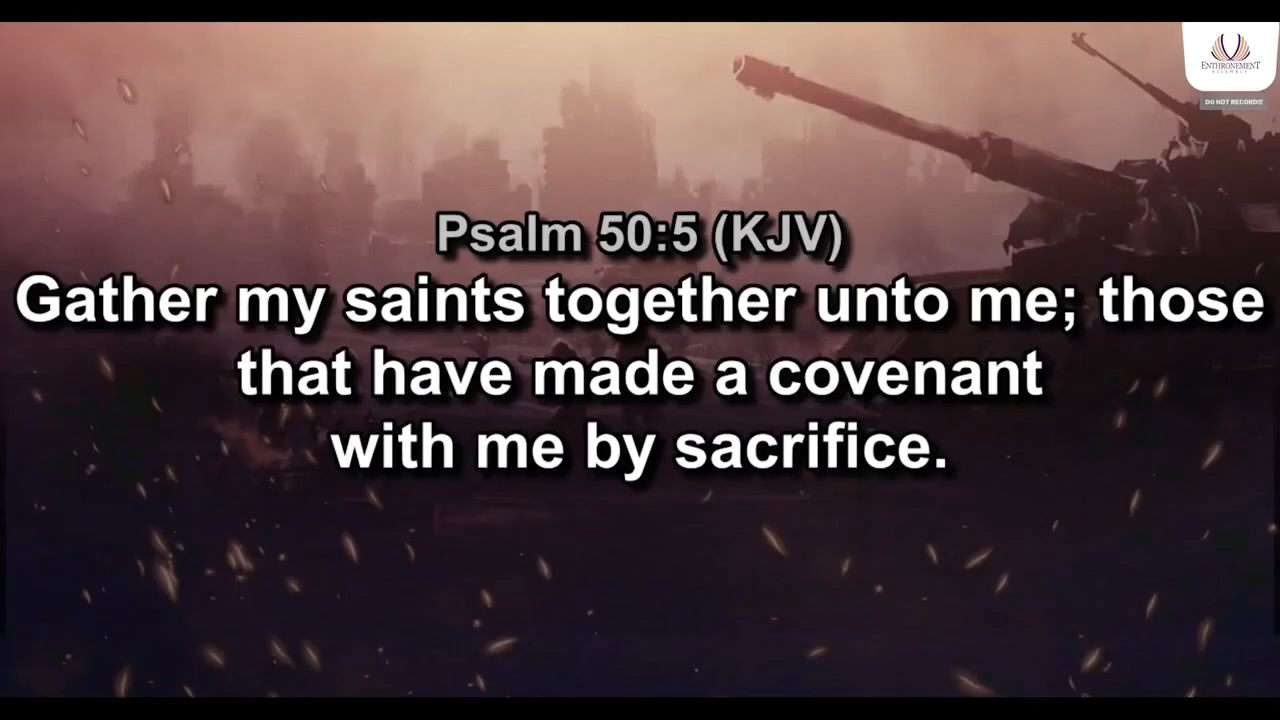 ENTHRONEMENT
ASSEMBLY
DO NOT RECORD!!!
Psalm 50:5 (KJV)
Gather my saints together unto me; those
that have made a covenant
with me by sacrifice.